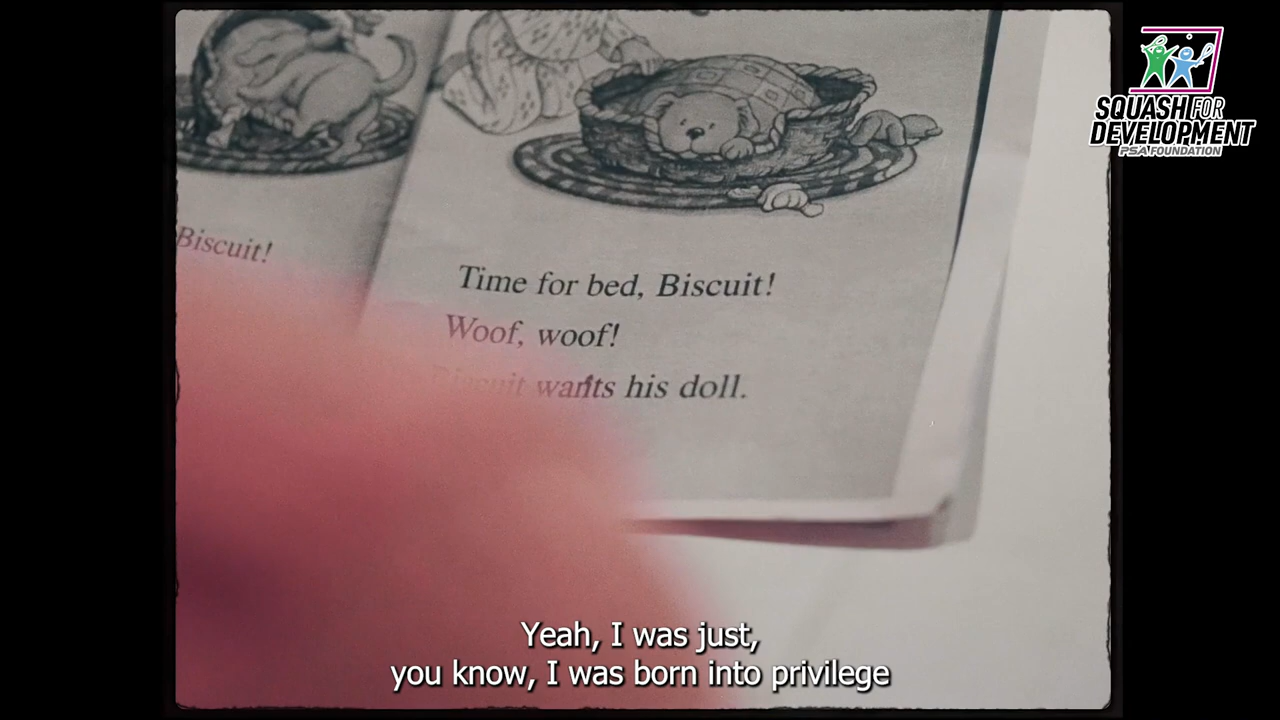 SQUASH FOR
DEVELOPMENT
PSA FOUNDATION
Biscuit!
Time for bed, Biscuit!
Woof, woof!
Biscuit wants his doll.
Yeah, I was just,
you know, I was born into privilege